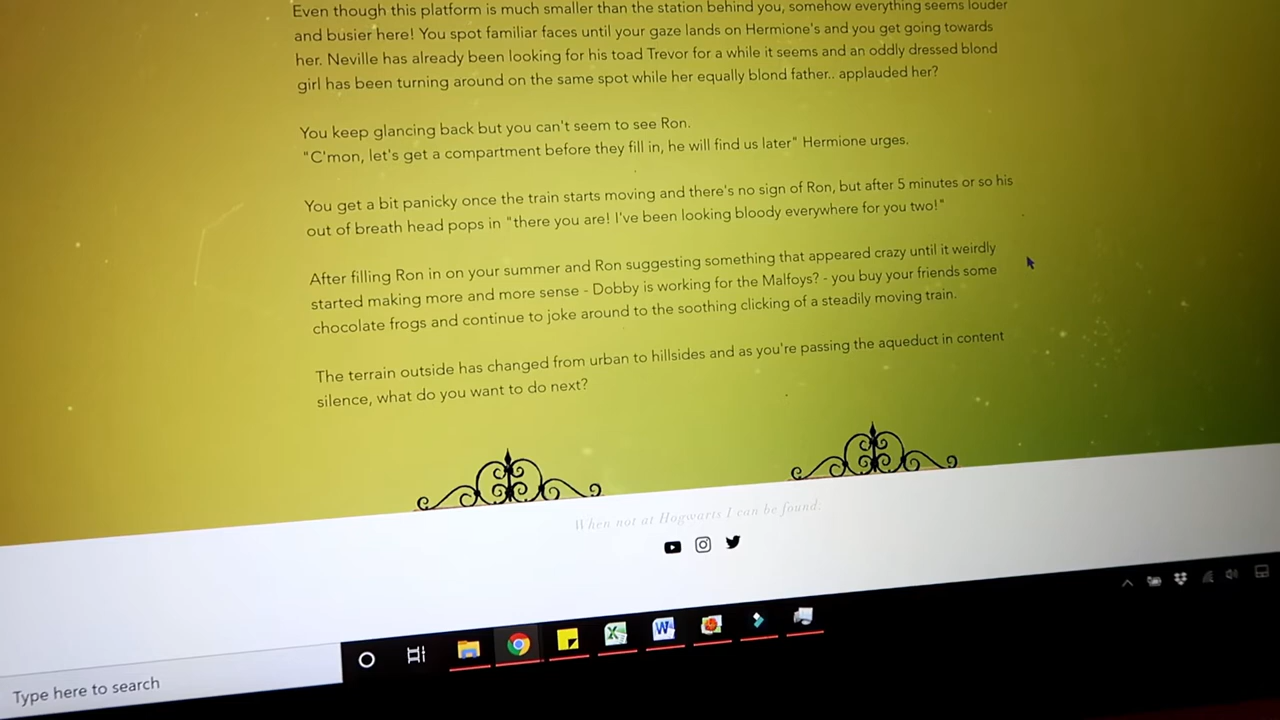 Even though this platform is much smaller than the station behind you, somehow everything seems louder
and busier here! You spot familiar faces until your gaze lands on Hermione's and you get going towards
her. Neville has already been looking for his toad Trevor for a while it seems and an oddly dressed blond
girl has been turning around on the same spot while her equally blond father.. applauded her?
You keep glancing back but you can't seem to see Ron.
"C'mon, let's get a compartment before they fill in, he will find us later" Hermione urges.
You get a bit panicky once the train starts moving and there's no sign of Ron, but after 5 minutes or so his
out of breath head pops in "there you are! I've been looking bloody everywhere for you two!"
After filling Ron in on your summer and Ron suggesting something that appeared crazy until it weirdly
started making more and more sense - Dobby is working for the Malfoys? - you buy your friends some
chocolate frogs and continue to joke around to the soothing clicking of a steadily moving train.
The terrain outside has changed from urban to hillsides and as you're passing the aqueduct in content
silence, what do you want to do next?
When not at Hogwarts I can be found:
Type here to search